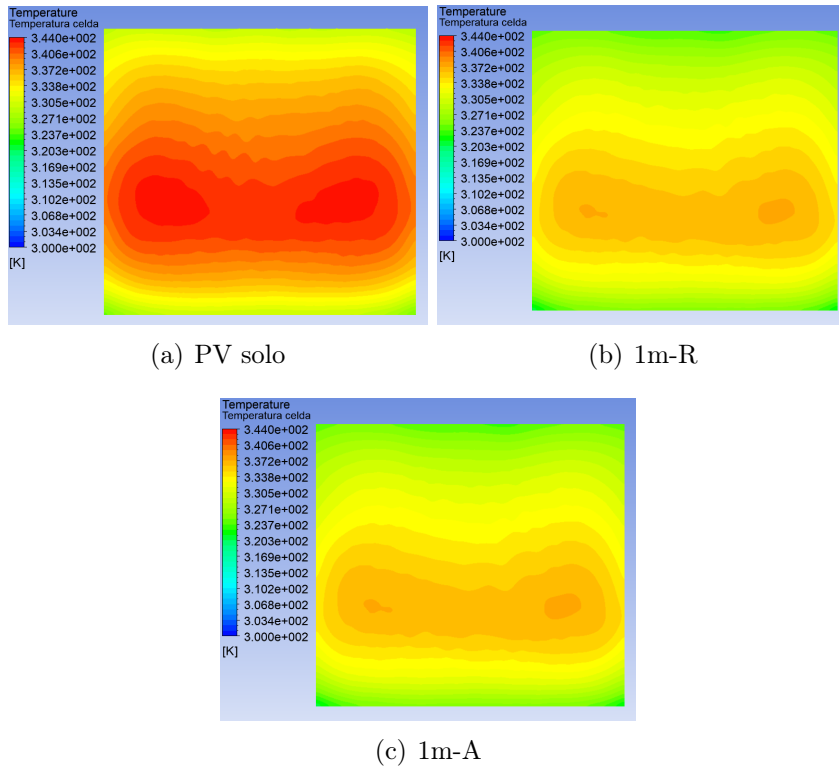 Temperature
Temperatura celda
3.440e+002
3.406e+002
3.372e+002
3.338e+002
3.305e+002
3.271e+002
3.237e+002
3.203e+002
3.169e+002
3.135e+002
3.102e+002
3.068e+002
3.034e+002
3.000e+002
[K]
(a) PV solo
Temperature
Temperatura celda
3.440e+002
3.406e+002
3.372e+002
3.338e+002
3.305e+002
3.271e+002
3.237e+002
3.203e+002
3.169e+002
3.135e+002
3.102e+002
3.068e+002
3.034e+002
3.000e+002
[K]
(b) 1m-R
Temperature
Temperatura celda
3.440e+002
3.406e+002
3.372e+002
3.338e+002
3.305e+002
3.271e+002
3.237e+002
3.203e+002
3.169e+002
3.135e+002
3.102e+002
3.068e+002
3.034e+002
3.000e+002
[K]
(c) 1m-A